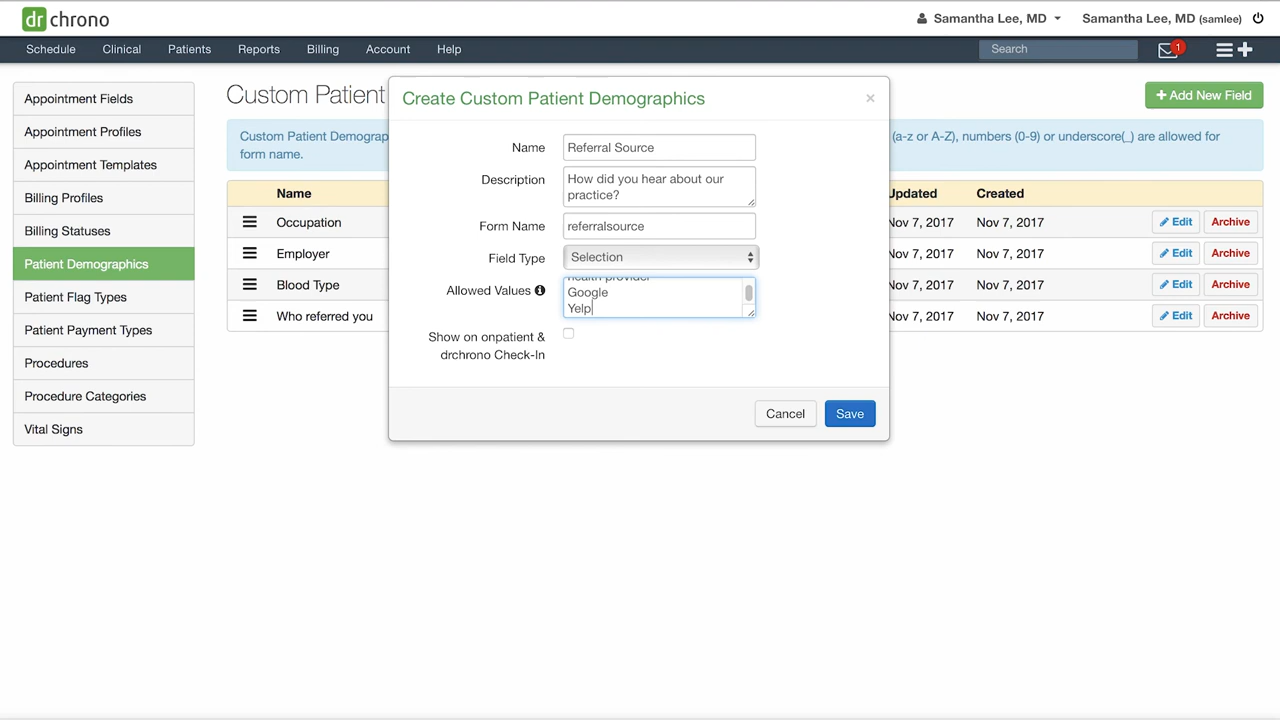 dr chrono
Samantha Lee, MD
Samantha Lee, MD (samlee)
Schedule Clinical Patients Reports Billing Account Help
Search
1
Appointment Fields
Appointment Profiles
Appointment Templates
Billing Profiles
Billing Statuses
Patient Demographics
Patient Flag Types
Patient Payment Types
Procedures
Procedure Categories
Vital Signs
Custom Patient
+ Add New Field
Custom Patient Demograp
(a-z or A-Z), numbers (0-9) or underscore(_) are allowed for
form name.
Name Updated Created
Occupation Nov 7, 2017 Nov 7, 2017 Edit Archive
Employer Nov 7, 2017 Nov 7, 2017 Edit Archive
Blood Type Nov 7, 2017 Nov 7, 2017 Edit Archive
Who referred you Nov 7, 2017 Nov 7, 2017 Edit Archive
Create Custom Patient Demographics ×
Name Referral Source
Description How did you hear about our
practice?
Form Name referralsource
Field Type Selection
health provider
Allowed Values Google
Yelp
Show on onpatient &
drchrono Check-In
Cancel Save